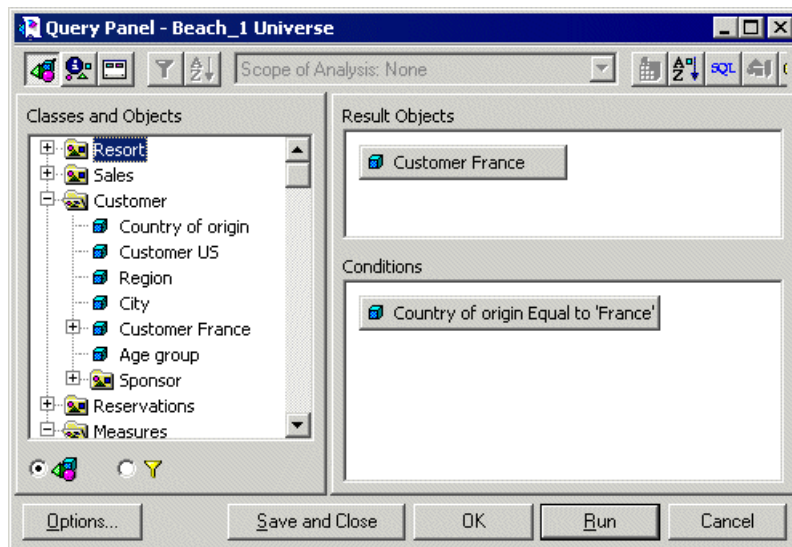 Query Panel - Beach_1 Universe
Scope of Analysis: None
SQL
Classes and Objects
Resort
Sales
Customer
Country of origin
Customer US
Region
City
Customer France
Age group
Sponsor
Reservations
Measures
Result Objects
Customer France
Conditions
Country of origin Equal to 'France'
Options...
Save and Close
OK
Run
Cancel